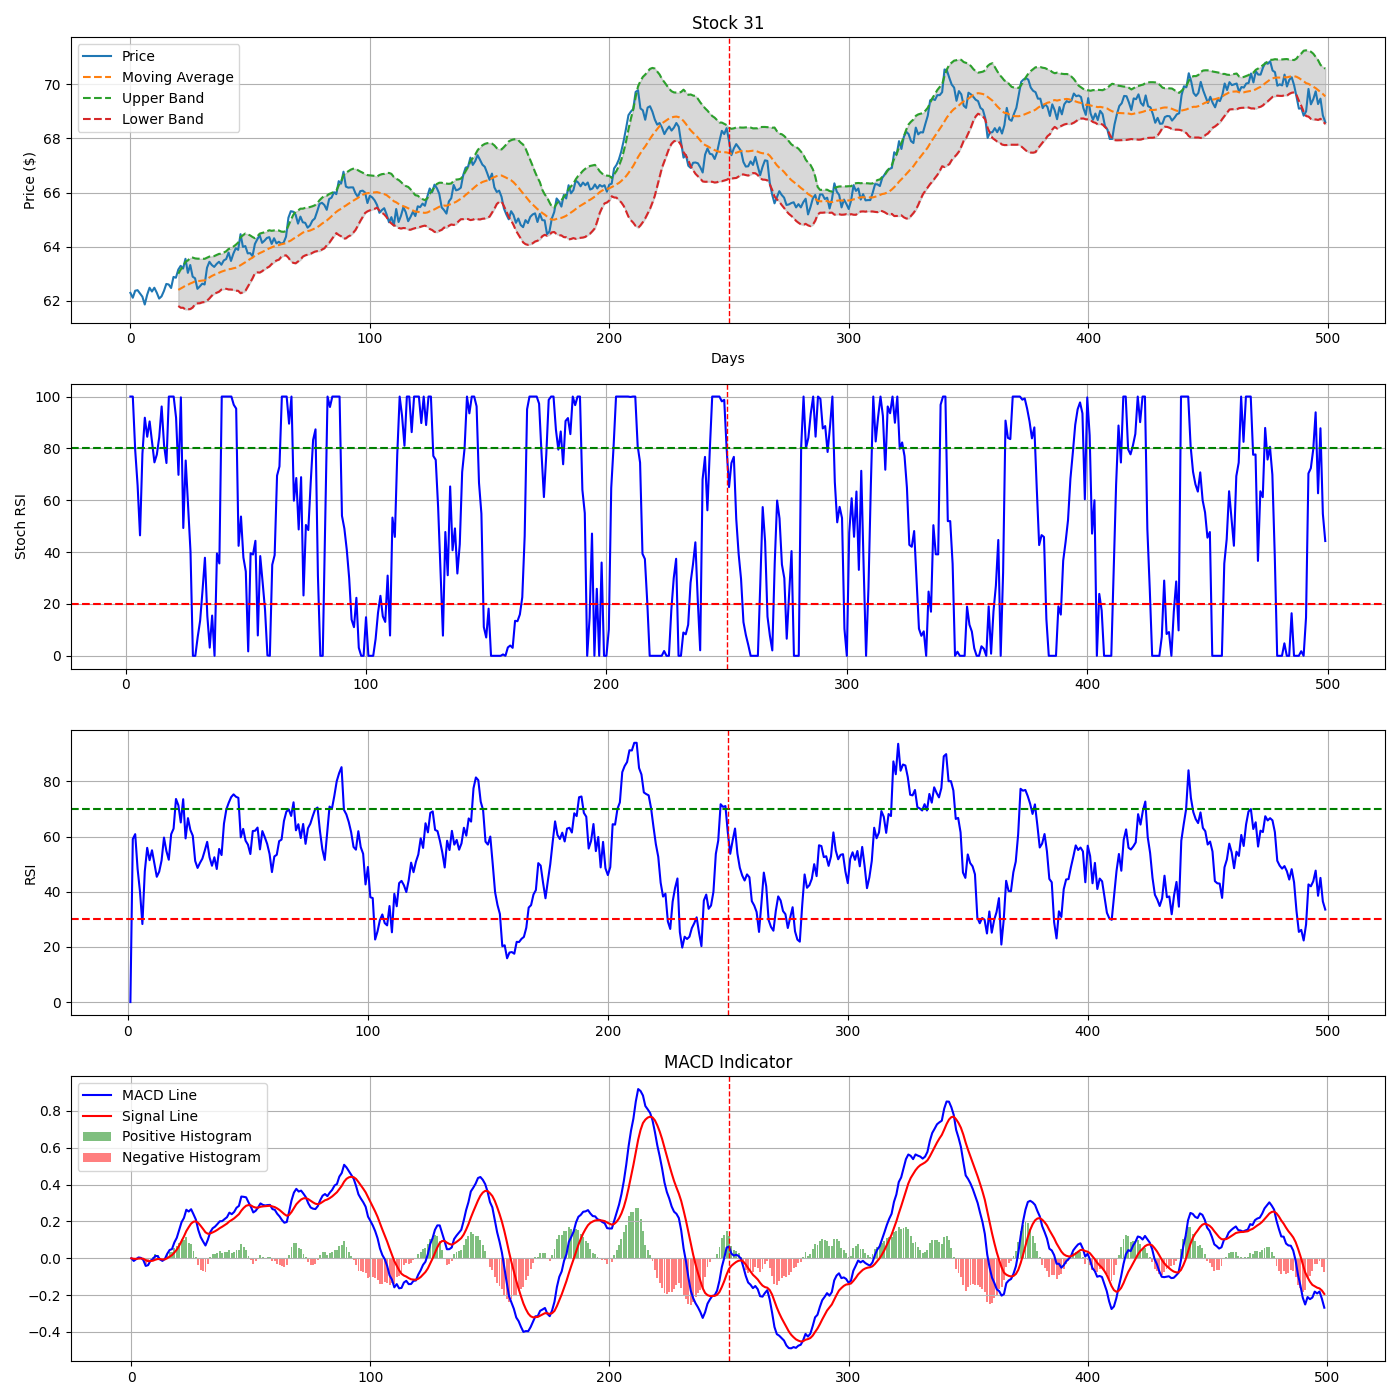 Stock 31
Price
Moving Average
Upper Band
Lower Band
Price ($)
70
68
66
64
62
0 100 200 300 400 500
Days
Stoch RSI
100
80
60
40
20
0
0 100 200 300 400 500
RSI
80
60
40
20
0
0 100 200 300 400 500
MACD Indicator
MACD Line
Signal Line
Positive Histogram
Negative Histogram
0.8
0.6
0.4
0.2
0.0
−0.2
−0.4
0 100 200 300 400 500